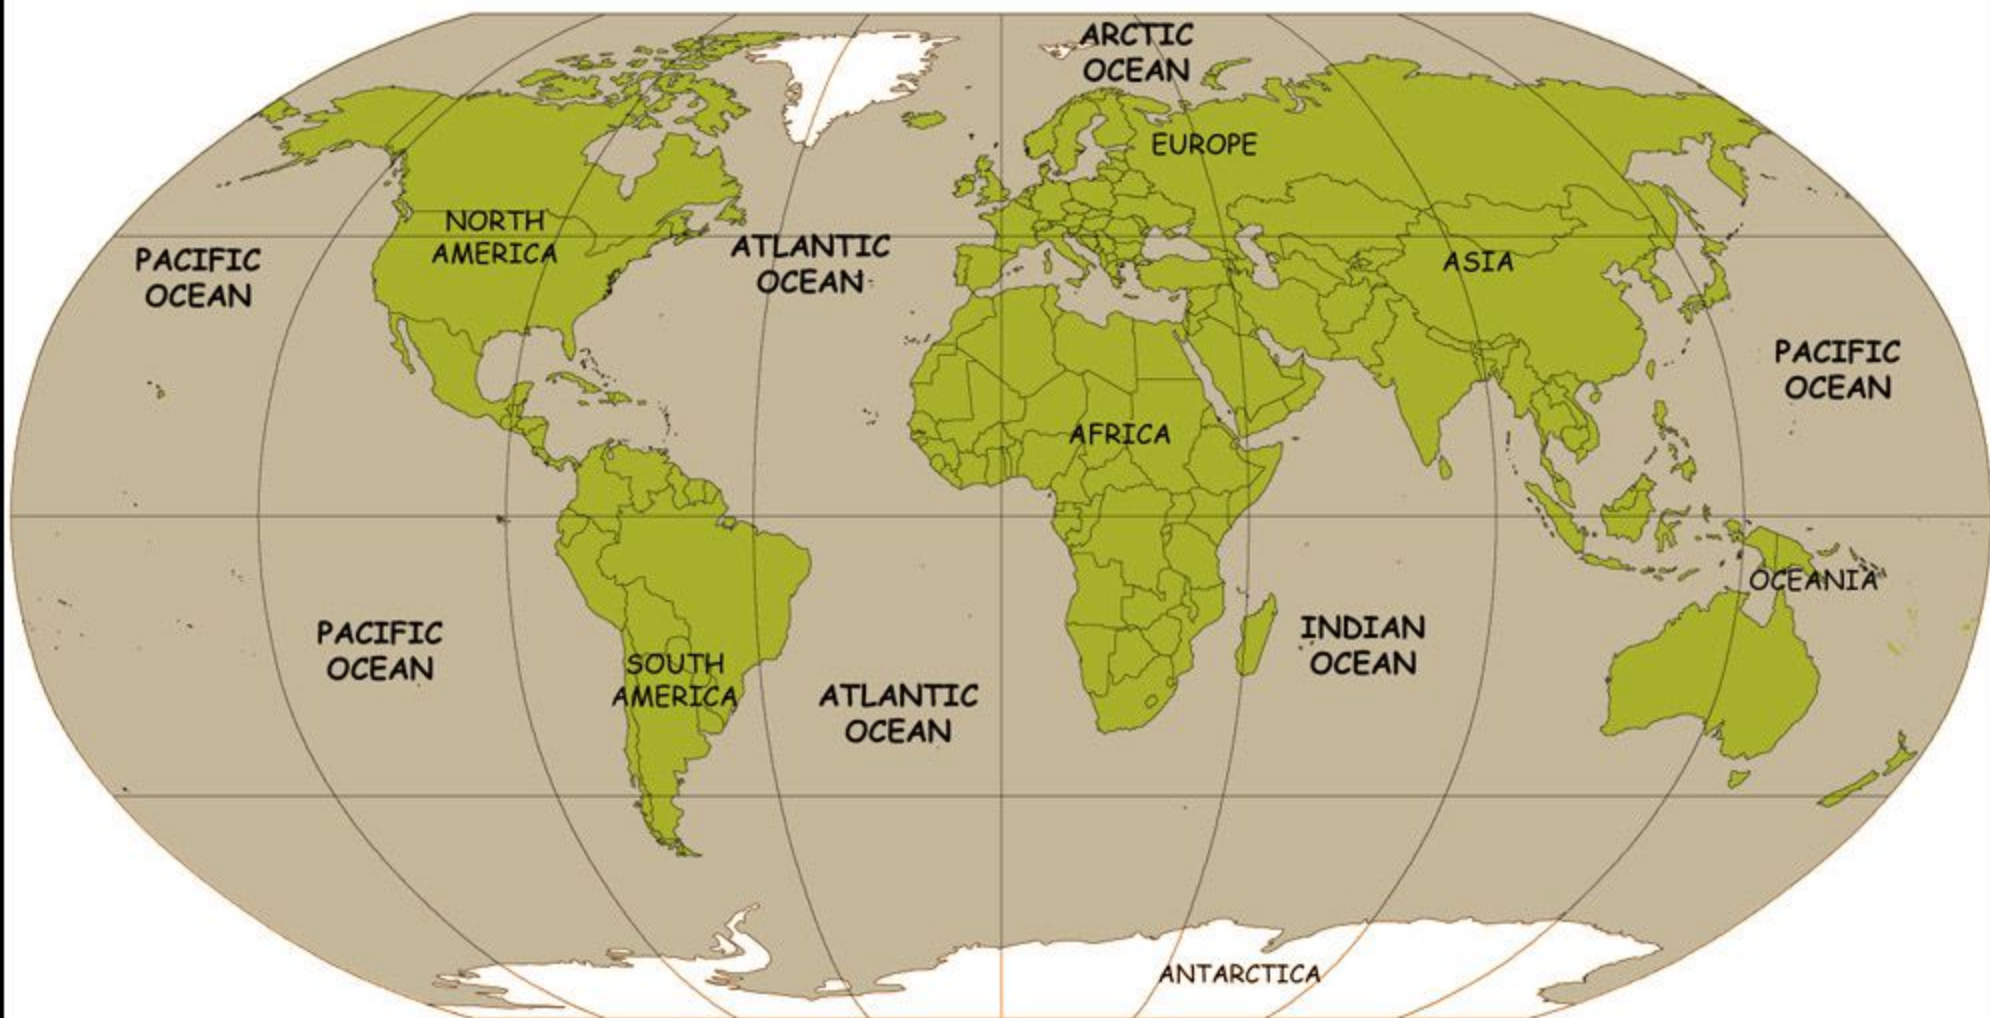 ARCTIC
OCEAN
EUROPE
NORTH
AMERICA
ATLANTIC
OCEAN
PACIFIC
OCEAN
ASIA
PACIFIC
OCEAN
AFRICA
OCEANIA
PACIFIC
OCEAN
INDIAN
OCEAN
SOUTH
AMERICA
ATLANTIC
OCEAN
ANTARCTICA